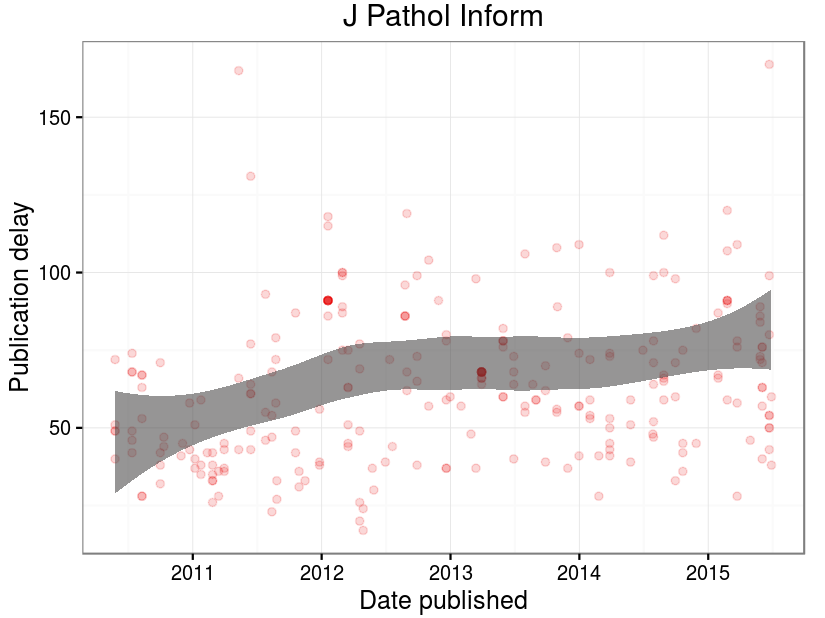 J Pathol Inform
Publication delay
150
100
50
2011 2012 2013 2014 2015
Date published